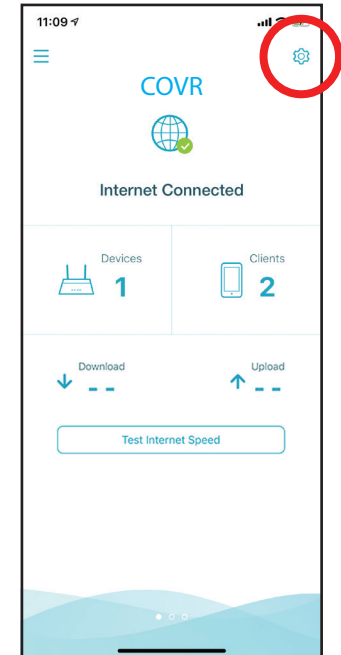 11:09
COVR
Internet Connected
Devices
1
Clients
2
Download
--
Upload
--
Test Internet Speed